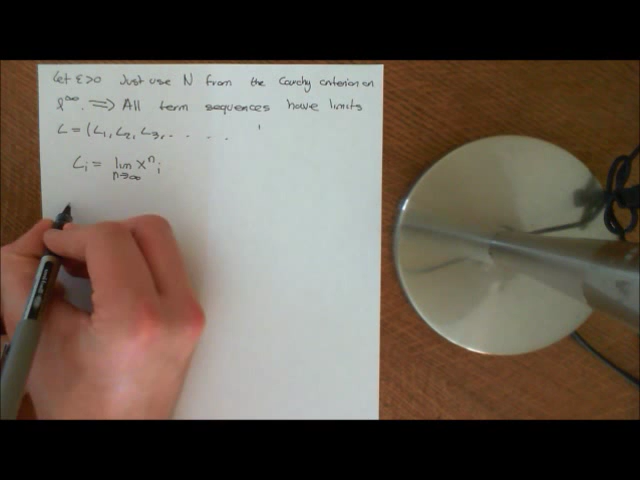 Let ε>0 Just use N from the Cauchy criterion on
l^∞. ⟹ All term sequences have limits
L = (L₁, L₂, L₃, . . . .
Lᵢ = lim xⁿᵢ
n→∞